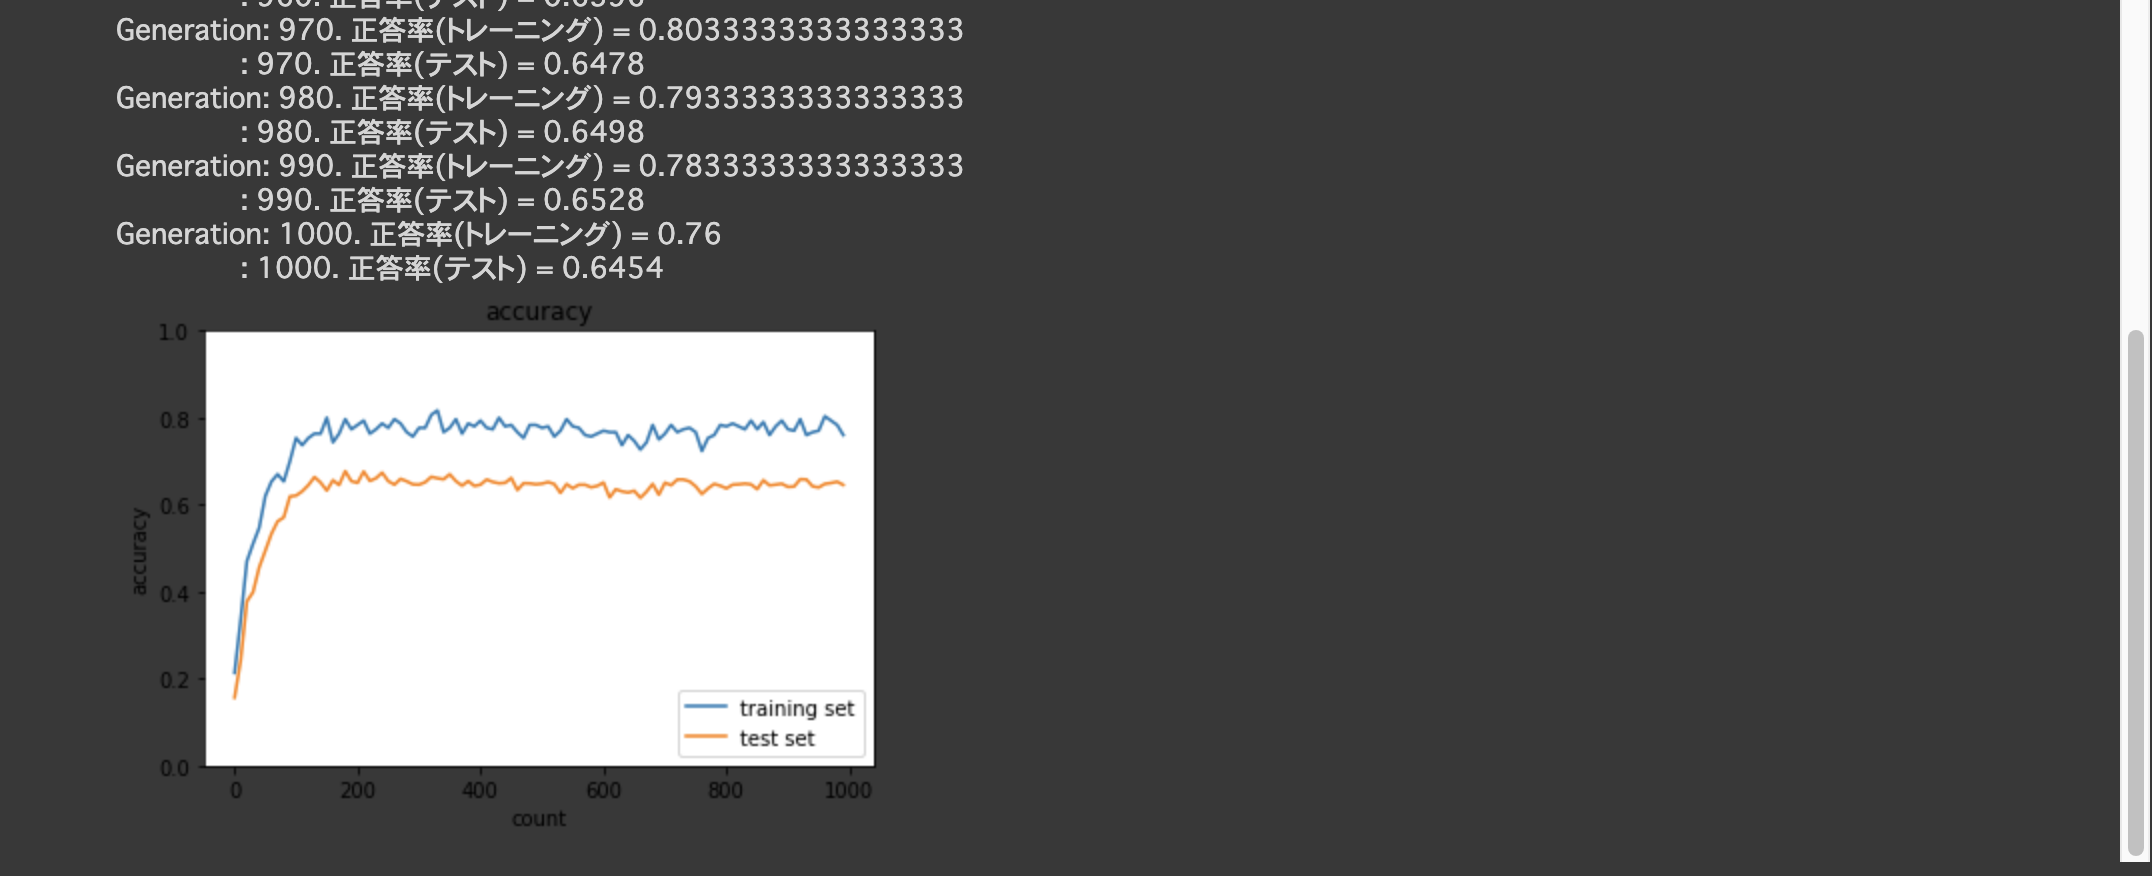 : 960. 正答率(テスト) = 0.6396
Generation: 970. 正答率(トレーニング) = 0.8033333333333333
: 970. 正答率(テスト) = 0.6478
Generation: 980. 正答率(トレーニング) = 0.7933333333333333
: 980. 正答率(テスト) = 0.6498
Generation: 990. 正答率(トレーニング) = 0.7833333333333333
: 990. 正答率(テスト) = 0.6528
Generation: 1000. 正答率(トレーニング) = 0.76
: 1000. 正答率(テスト) = 0.6454
accuracy
1.0
0.8
0.6
0.4
0.2
0.0
accuracy
0 200 400 600 800 1000
count
training set
test set